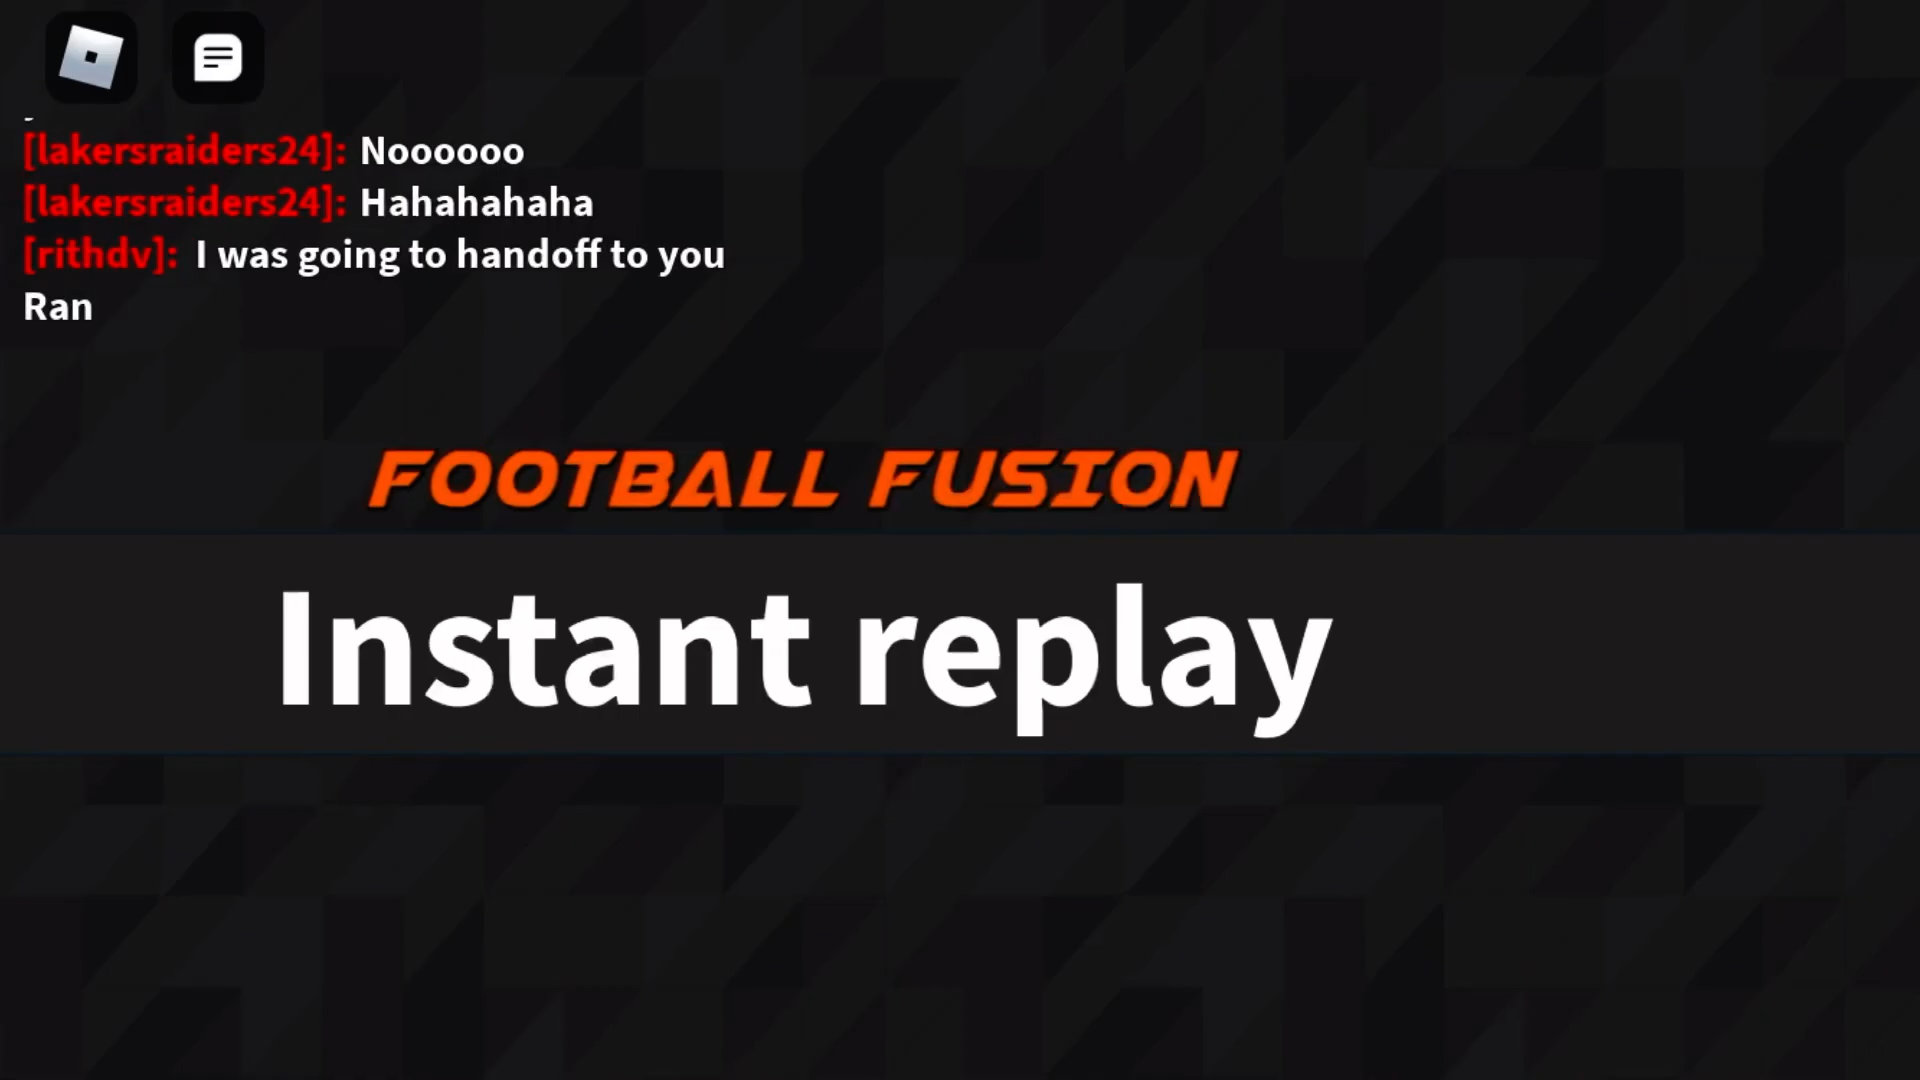 [lakersraiders24]: Noooooo
[lakersraiders24]: Hahahahaha
[rithdv]: I was going to handoff to you
Ran
FOOTBALL FUSION
Instant replay